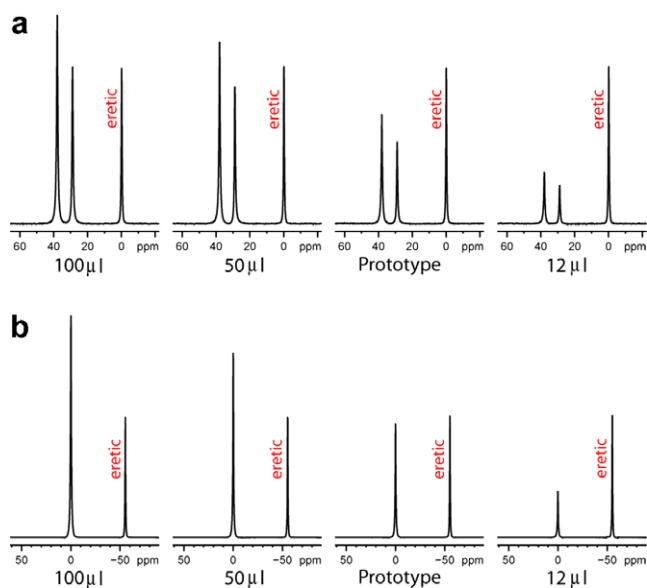 a
eretic eretic eretic eretic
60 40 20 0 ppm 60 40 20 0 ppm 60 40 20 0 ppm 60 40 20 0 ppm
100μl 50μl Prototype 12μl
b
eretic eretic eretic eretic
50 0 -50 ppm 50 0 -50 ppm 50 0 -50 ppm 50 0 -50 ppm
100μl 50μl Prototype 12μl